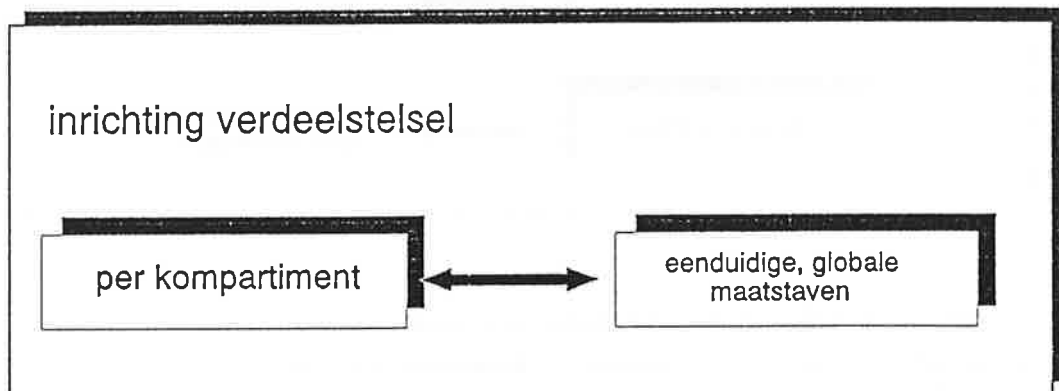 inrichting verdeelstelsel
per kompartiment
eenduidige, globale
maatstaven